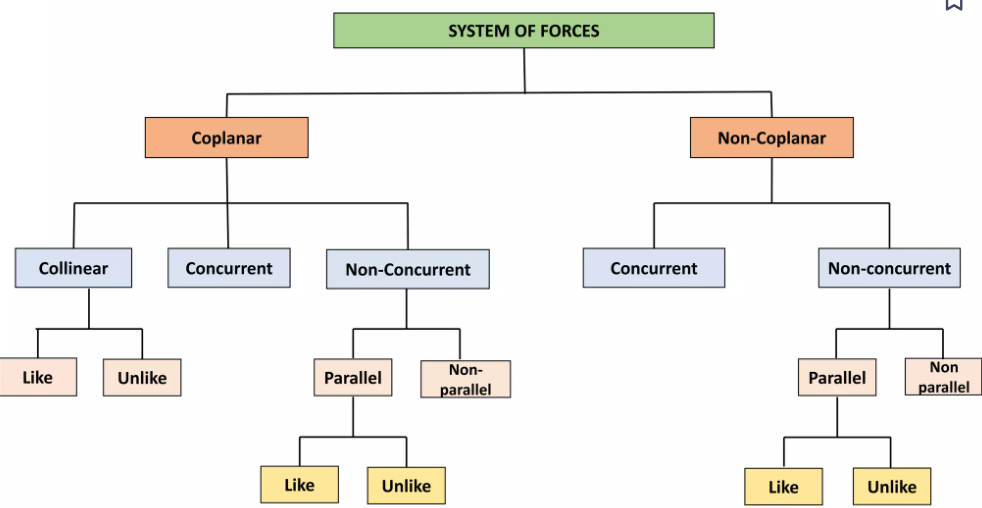 SYSTEM OF FORCES
Coplanar
Non-Coplanar
Collinear
Concurrent
Non-Concurrent
Concurrent
Non-concurrent
Like
Unlike
Parallel
Non-
parallel
Parallel
Non
parallel
Like
Unlike
Like
Unlike